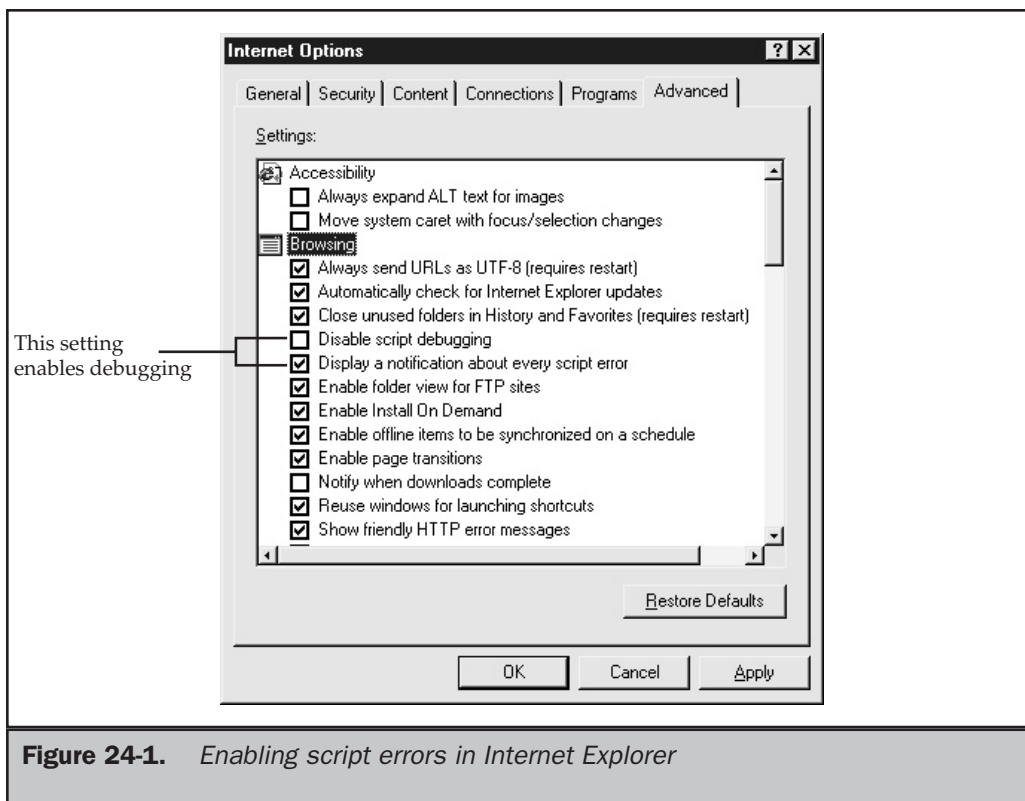 Internet Options
General Security Content Connections Programs Advanced
Settings:
Accessibility
Always expand ALT text for images
Move system caret with focus/selection changes
Browsing
Always send URLs as UTF-8 (requires restart)
Automatically check for Internet Explorer updates
Close unused folders in History and Favorites (requires restart)
Disable script debugging
Display a notification about every script error
This setting
enables debugging
Enable folder view for FTP sites
Enable Install On Demand
Enable offline items to be synchronized on a schedule
Enable page transitions
Notify when downloads complete
Reuse windows for launching shortcuts
Show friendly HTTP error messages
Restore Defaults
OK Cancel Apply
Figure 24-1. Enabling script errors in Internet Explorer